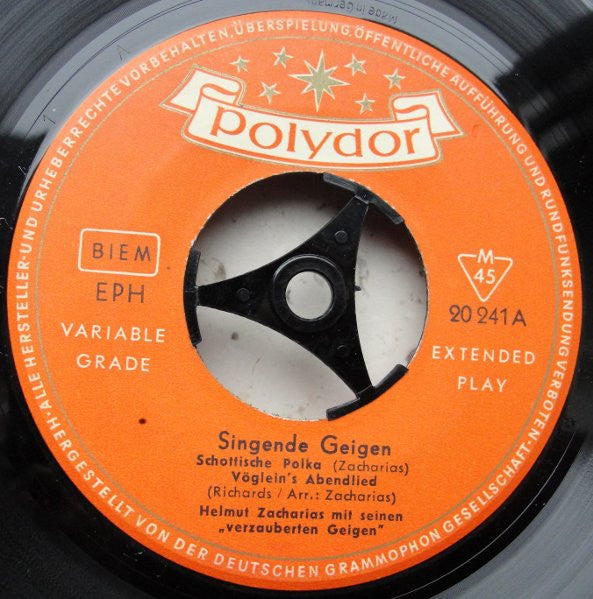 Made in Germany
ALLE HERSTELLER-UND URHEBERRECHTE VORBEHALTEN, ÜBERSPIELUNG, ÖFFENTLICHE AUFFÜHRUNG UND RUNDFUNKSENDUNG VERBOTEN
polydor
BIEM
EPH
VARIABLE
GRADE
M
45
20 241 A
EXTENDED
PLAY
Singende Geigen
Schottische Polka (Zacharias)
Vöglein's Abendlied
(Richards / Arr.: Zacharias)
Helmut Zacharias mit seinen
„verzauberten Geigen"
HERGESTELLT VON DER DEUTSCHEN GRAMMOPHON GESELLSCHAFT
A
1